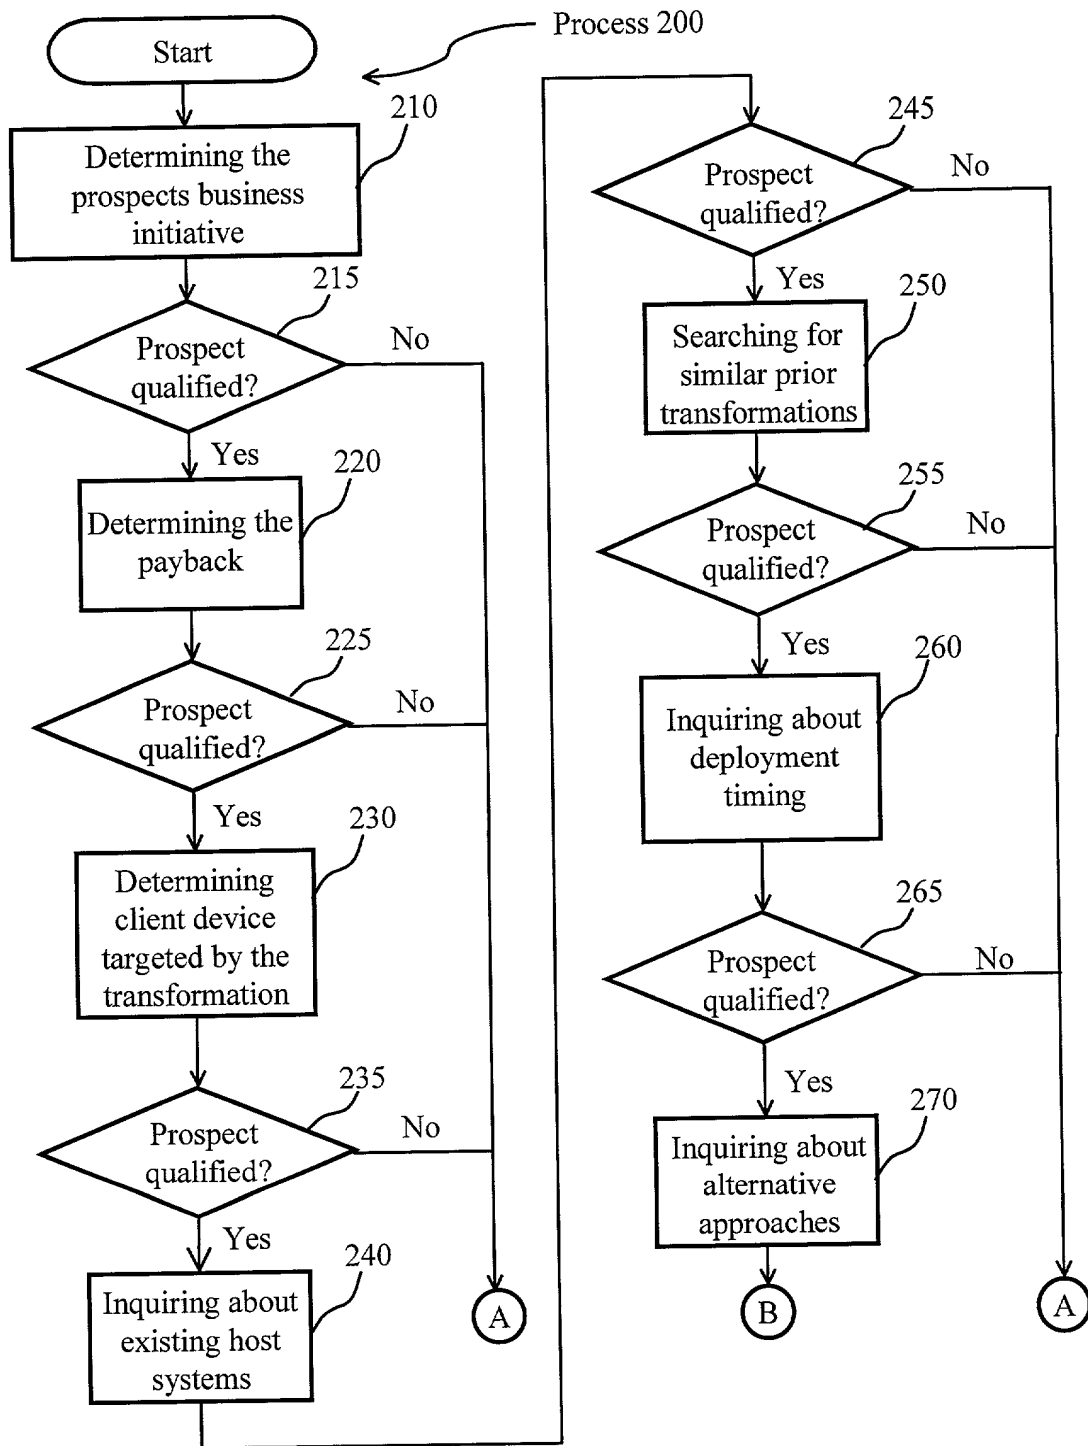 Process 200
Start
210
Determining the
prospects business
initiative
215
Prospect
qualified?
No
Yes
220
Determining the
payback
225
Prospect
qualified?
No
Yes
230
Determining
client device
targeted by the
transformation
235
Prospect
qualified?
No
Yes
240
Inquiring about
existing host
systems
A
245
Prospect
qualified?
No
Yes
250
Searching for
similar prior
transformations
255
Prospect
qualified?
No
Yes
260
Inquiring about
deployment
timing
265
Prospect
qualified?
No
Yes
270
Inquiring about
alternative
approaches
B
A